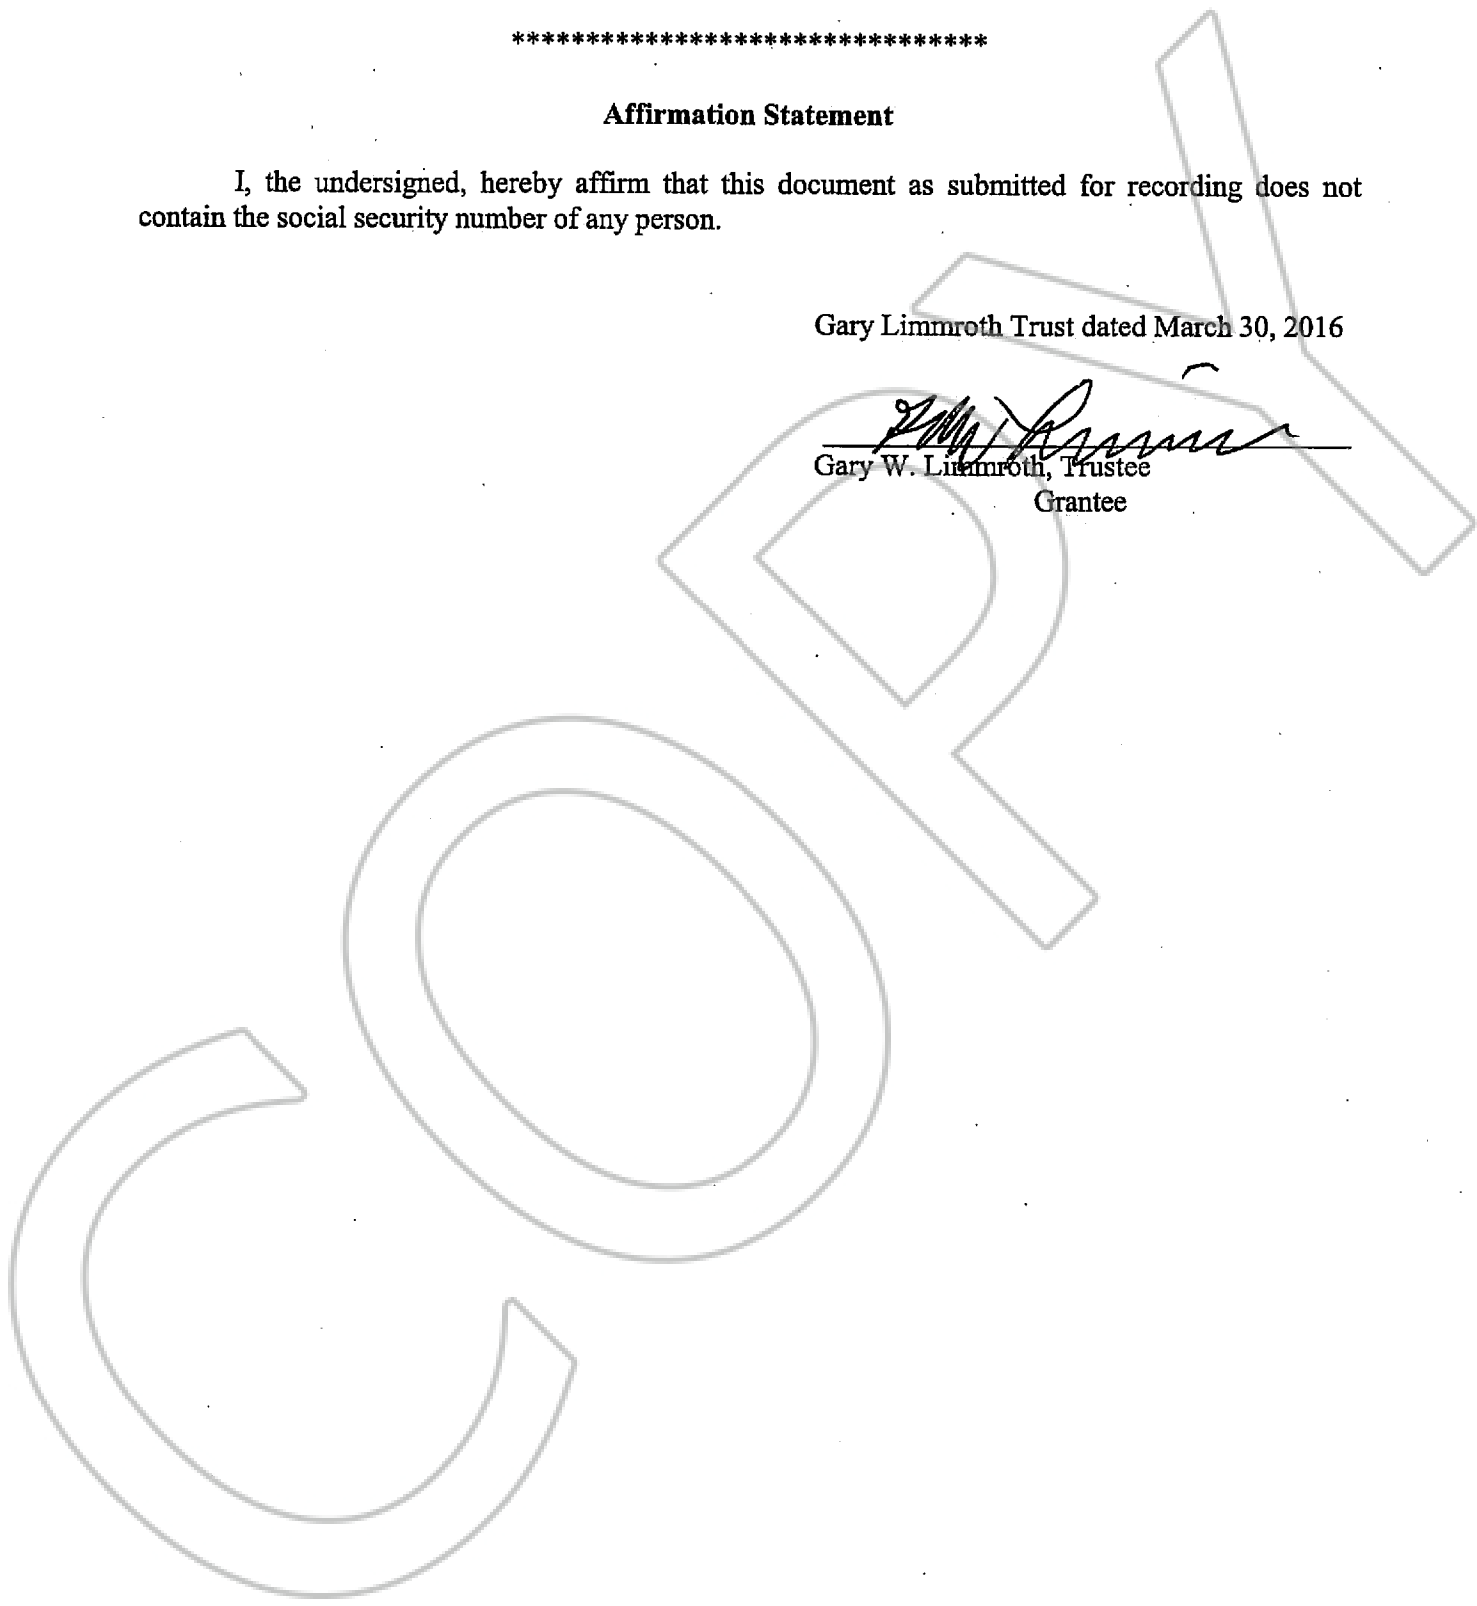 ********************************
Affirmation Statement
I, the undersigned, hereby affirm that this document as submitted for recording does not
contain the social security number of any person.
Gary Limmroth Trust dated March 30, 2016
Gary W. Limmroth, Trustee
Grantee
COPY